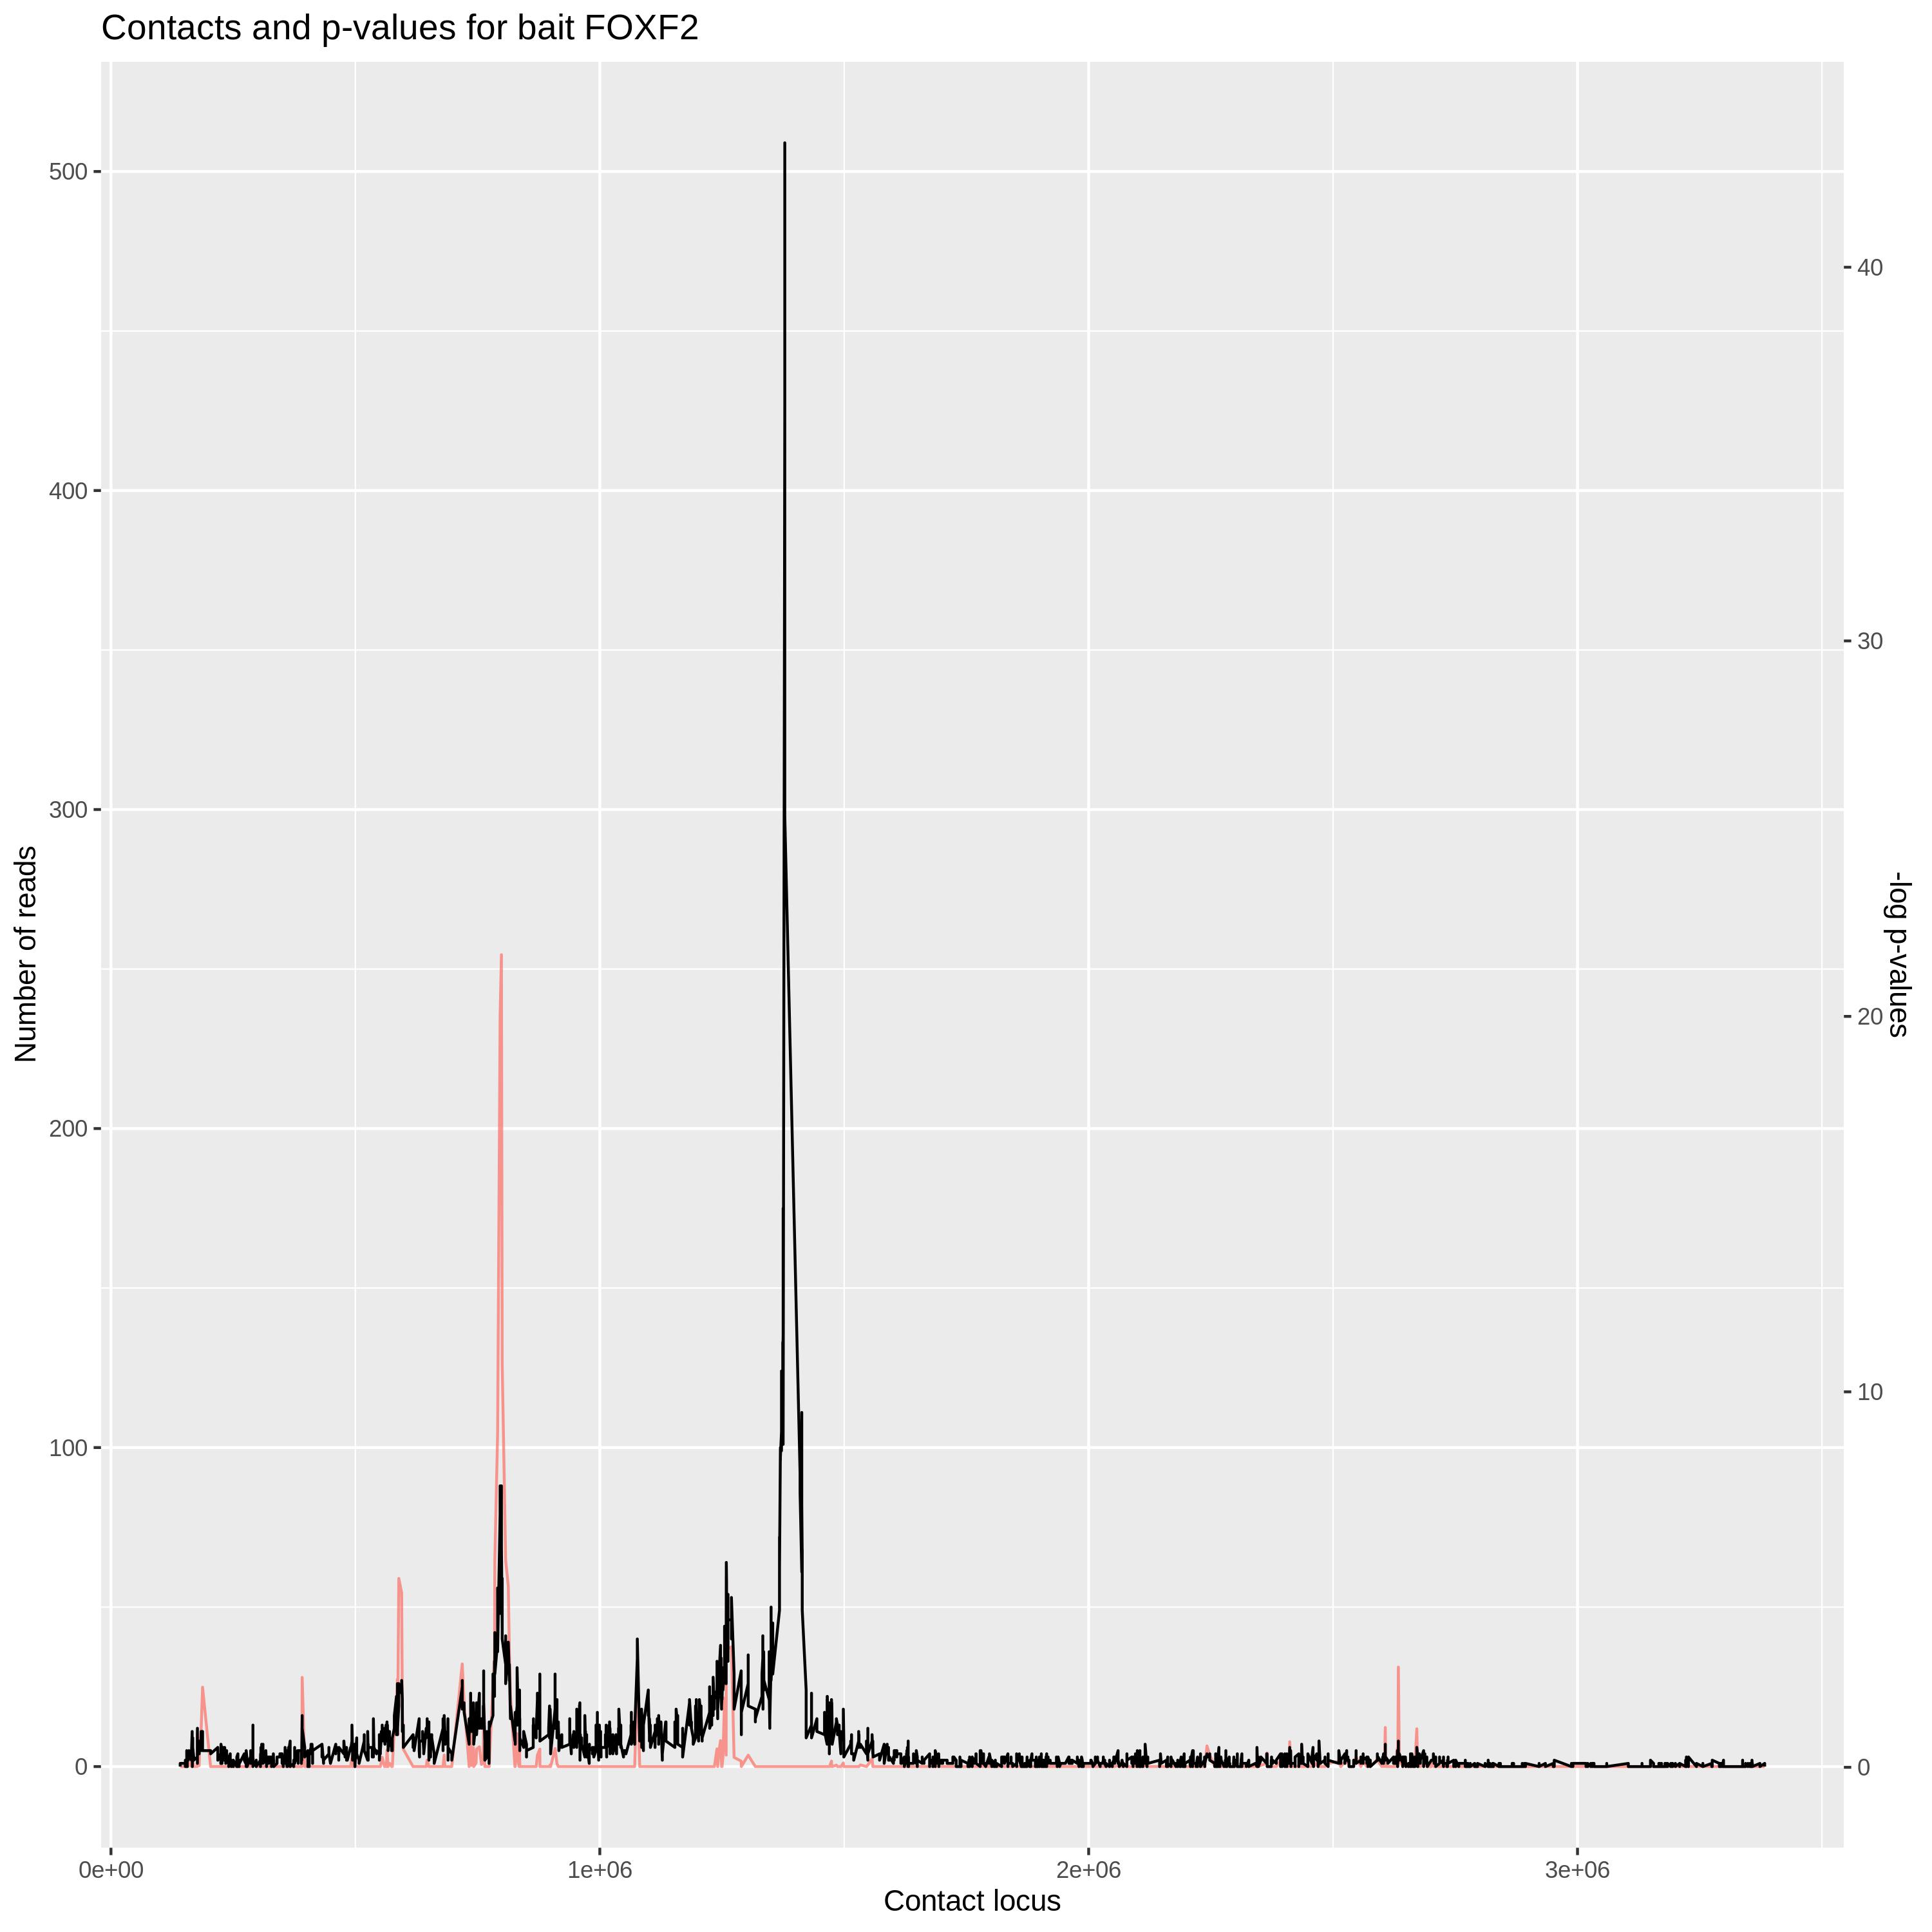 Contacts and p-values for bait FOXF2
500
400
300
200
100
0
Number of reads
40
30
20
10
0
-log p-values
0e+00
1e+06
2e+06
3e+06
Contact locus